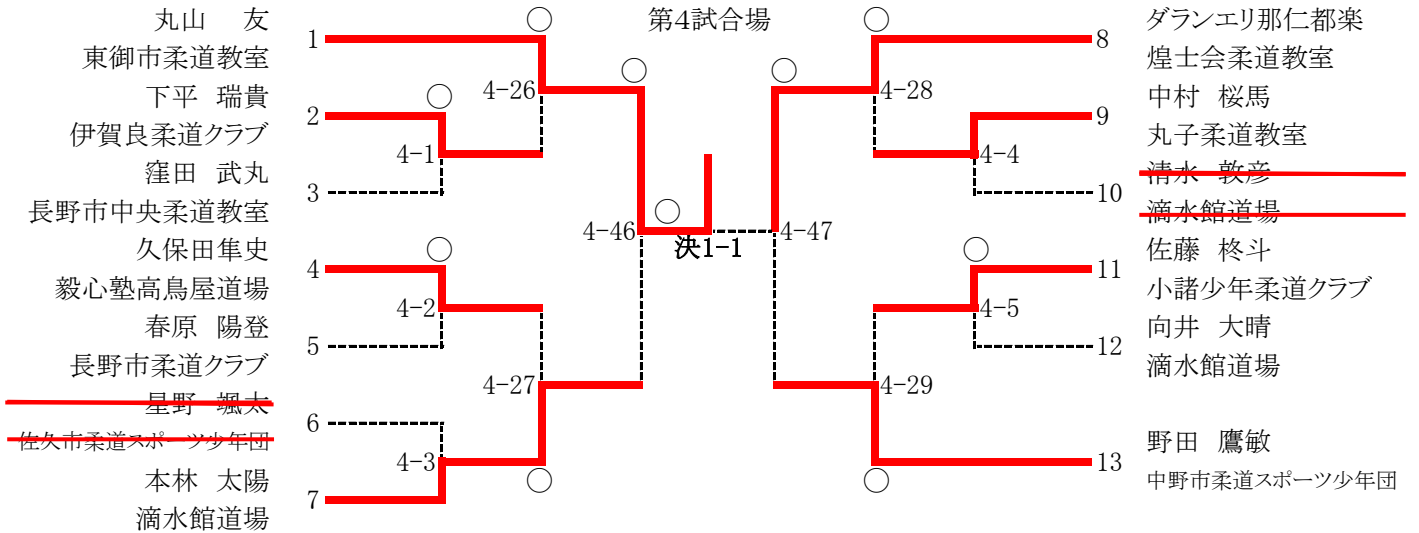 第4試合場
丸山 友
東御市柔道教室
1
下平 瑞貴
伊賀良柔道クラブ
2
窪田 武丸
長野市中央柔道教室
3
久保田隼史
毅心塾高鳥屋道場
4
春原 陽登
長野市柔道クラブ
5
星野 颯太
佐久市柔道スポーツ少年団
6
本林 太陽
滴水館道場
7
4-1
4-2
4-3
4-26
4-27
4-46
決1-1
4-47
4-28
4-29
4-4
4-5
8
ダランエリ那仁都楽
煌士会柔道教室
9
中村 桜馬
丸子柔道教室
10
清水 敦彦
滴水館道場
11
佐藤 柊斗
小諸少年柔道クラブ
12
向井 大晴
滴水館道場
13
野田 鷹敏
中野市柔道スポーツ少年団